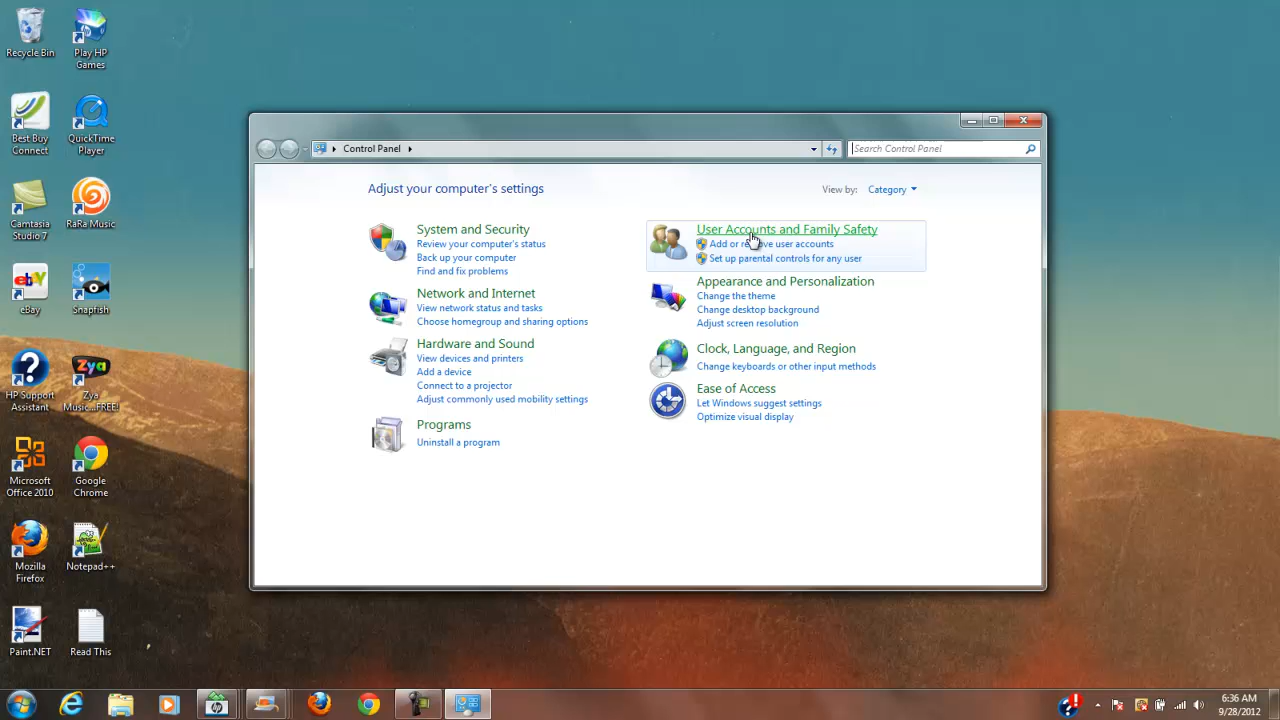 Recycle Bin
Play HP
Games
Best Buy
Connect
QuickTime
Player
Camtasia
Studio 7
RaRa Music
eBay
Snapfish
HP Support
Assistant
Zya
Zya
Music...FREE!
Microsoft
Office 2010
Google
Chrome
Mozilla
Firefox
Notepad++
Paint.NET
Read This
Control Panel
Search Control Panel
Adjust your computer's settings
View by: Category
System and Security
Review your computer's status
Back up your computer
Find and fix problems
Network and Internet
View network status and tasks
Choose homegroup and sharing options
Hardware and Sound
View devices and printers
Add a device
Connect to a projector
Adjust commonly used mobility settings
Programs
Uninstall a program
User Accounts and Family Safety
Add or remove user accounts
Set up parental controls for any user
Appearance and Personalization
Change the theme
Change desktop background
Adjust screen resolution
Clock, Language, and Region
Change keyboards or other input methods
Ease of Access
Let Windows suggest settings
Optimize visual display
6:36 AM
9/28/2012